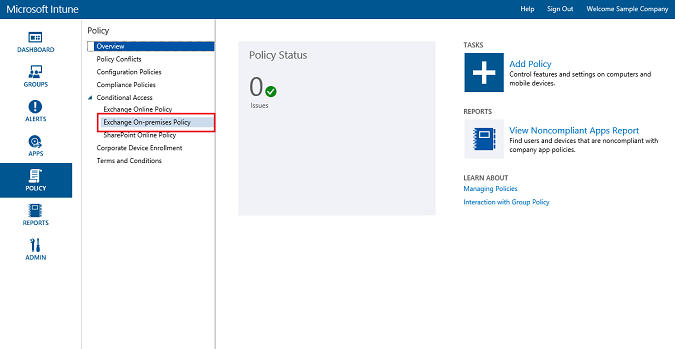 Microsoft Intune
Help
Sign Out
Welcome Sample Company
DASHBOARD
GROUPS
ALERTS
APPS
POLICY
REPORTS
ADMIN
Policy
Overview
Policy Conflicts
Configuration Policies
Compliance Policies
Conditional Access
Exchange Online Policy
Exchange On-premises Policy
SharePoint Online Policy
Corporate Device Enrollment
Terms and Conditions
Policy Status
0
Issues
TASKS
Add Policy
Control features and settings on computers and
mobile devices.
REPORTS
View Noncompliant Apps Report
Find users and devices that are noncompliant with
company app policies.
LEARN ABOUT
Managing Policies
Interaction with Group Policy